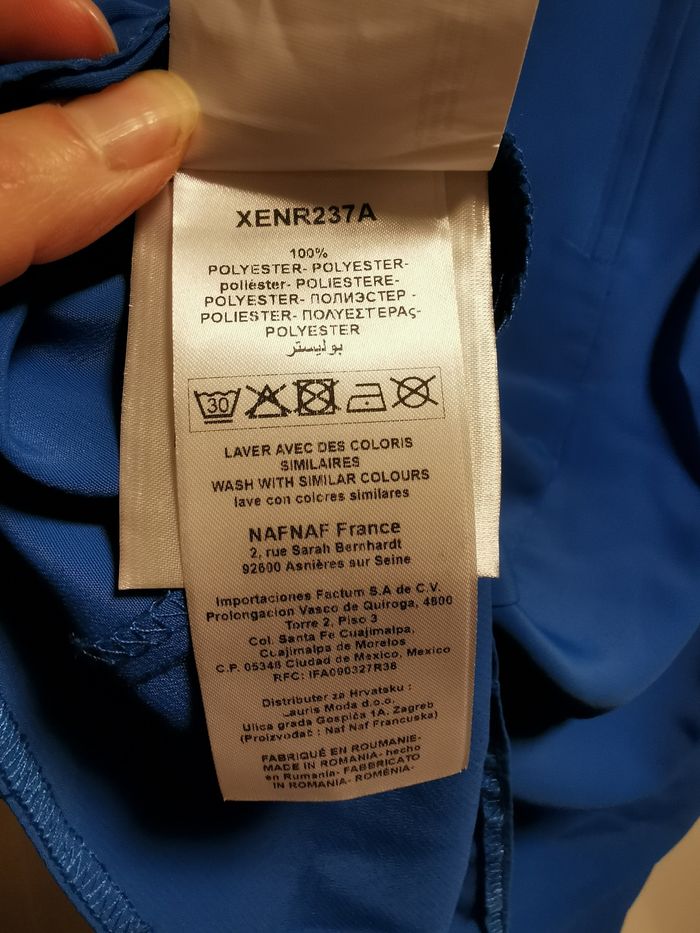 XENR237A
100%
POLYESTER- POLYESTER-
poliéster- POLIESTERE-
POLYESTER- ПОЛИЭСТЕР -
POLIESTER- ΠΟΛΥΕΣΤΕΡΑς-
POLYESTER
بوليستر
30
LAVER AVEC DES COLORIS
SIMILAIRES
WASH WITH SIMILAR COLOURS
lave con colores similares
NAFNAF France
2, rue Sarah Bernhardt
92600 Asnières sur Seine
Importaciones Factum S.A de C.V.
Prolongacion Vasco de Quiroga, 4800
Torre 2, Piso 3
Col. Santa Fe Cuajimalpa,
Cuajimalpa de Morelos
C.P. 05348 Ciudad de Mexico, Mexico
RFC: IFA090327R36
Distributer za Hrvatsku :
Lauris Moda d.o.o,
Ulica grada Gospića 1A, Zagreb
(Proizvođač : Naf Naf Francuska)
FABRIQUÉ EN ROUMANIE-
MADE IN ROMANIA- hecho
en Rumania- FABBRICATO
IN ROMANIA- ROMÉNIA-